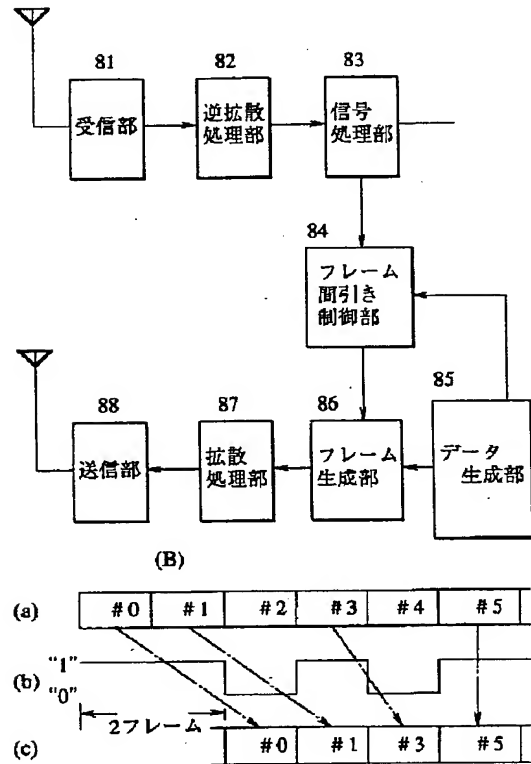 81
82
83
受信部
逆拡散
処理部
信号
処理部
84
フレーム
間引き
制御部
85
88
87
86
送信部
拡散
処理部
フレーム
生成部
データ
生成部
(B)
(a) #0 #1 #2 #3 #4 #5
(b) "1"
"0"
2フレーム
(c) #0 #1 #3 #5